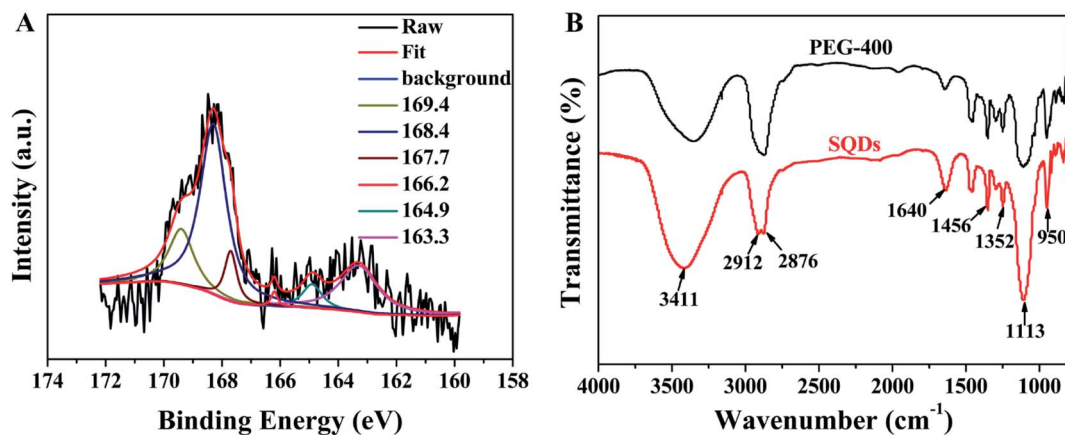 A
Intensity (a.u.)
Raw
Fit
background
169.4
168.4
167.7
166.2
164.9
163.3
174 172 170 168 166 164 162 160 158
Binding Energy (eV)
B
Transmittance (%)
PEG-400
SQDs
3411
2912
2876
1640
1456
1352
1113
950
4000 3500 3000 2500 2000 1500 1000
Wavenumber (cm⁻¹)